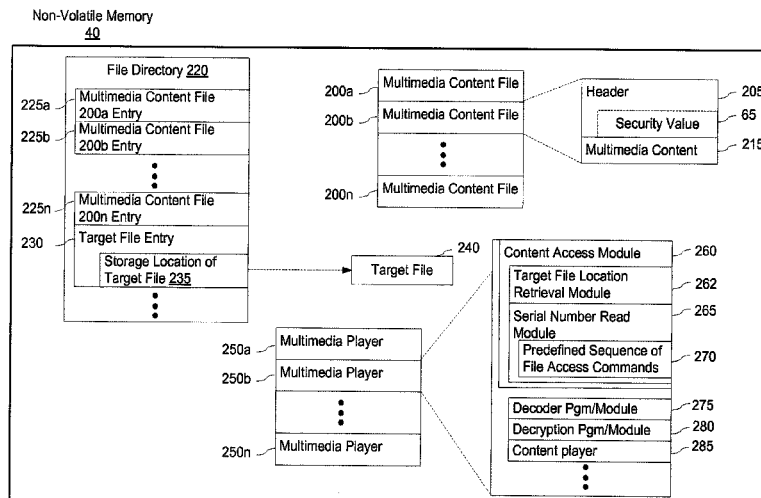 Non-Volatile Memory
40
File Directory 220
225a
Multimedia Content File
200a Entry
225b
Multimedia Content File
200b Entry
225n
Multimedia Content File
200n Entry
230
Target File Entry
Storage Location of
Target File 235
200a
Multimedia Content File
200b
Multimedia Content File
200n
Multimedia Content File
Header
205
Security Value
65
Multimedia Content
215
240
Target File
250a
Multimedia Player
250b
Multimedia Player
250n
Multimedia Player
Content Access Module
260
Target File Location
Retrieval Module
262
Serial Number Read
Module
265
Predefined Sequence of
File Access Commands
270
Decoder Pgm/Module
275
Decryption Pgm/Module
280
Content player
285